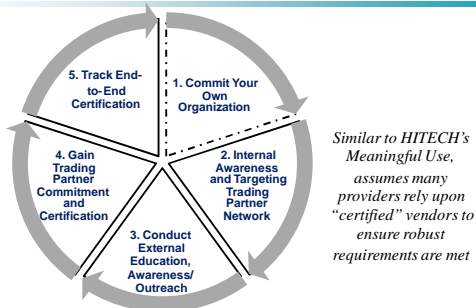 1. Commit Your
Own
Organization
2. Internal
Awareness
and Targeting
Trading
Partner
Network
3. Conduct
External
Education,
Awareness/
Outreach
4. Gain
Trading
Partner
Commitment
and
Certification
5. Track End-
to-End
Certification
Similar to HITECH's
Meaningful Use,
assumes many
providers rely upon
“certified” vendors to
ensure robust
requirements are met